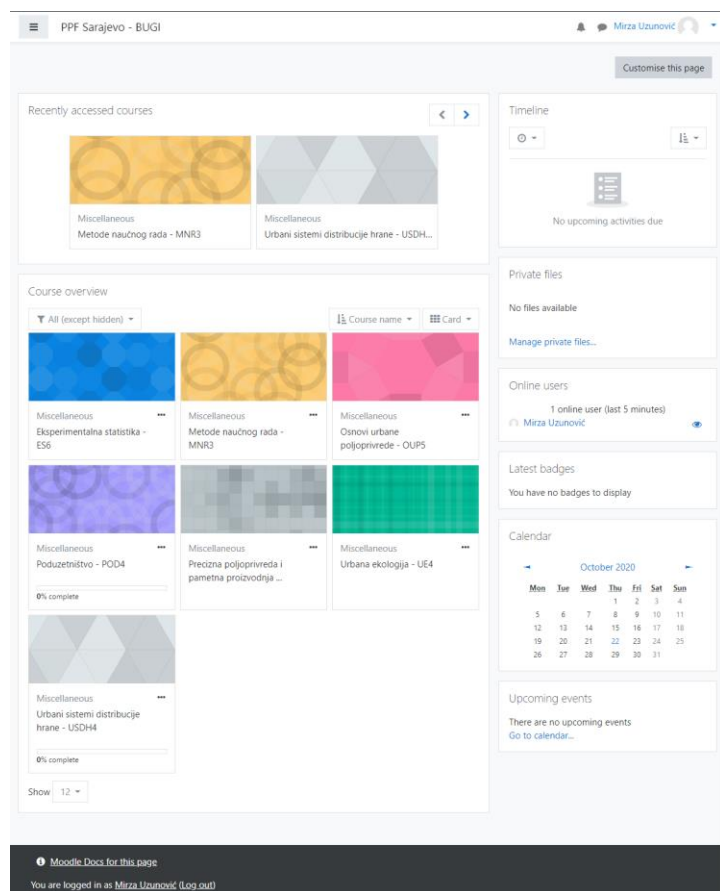 PPF Sarajevo - BUGI
Mirza Uzunović
Customise this page
Recently accessed courses
Miscellaneous
Metode naučnog rada - MNR3
Miscellaneous
Urbani sistemi distribucije hrane - USDH...
Course overview
All (except hidden)
Course name
Card
Miscellaneous
Eksperimentalna statistika -
ES6
Miscellaneous
Metode naučnog rada -
MNR3
Miscellaneous
Osnovi urbane
poljoprivrede - OUP5
Miscellaneous
Poduzetništvo - POD4
0% complete
Miscellaneous
Precizna poljoprivreda i
pametna proizvodnja ...
Miscellaneous
Urbana ekologija - UE4
Miscellaneous
Urbani sistemi distribucije
hrane - USDH4
0% complete
Show 12
Timeline
No upcoming activities due
Private files
No files available
Manage private files...
Online users
1 online user (last 5 minutes)
Mirza Uzunović
Latest badges
You have no badges to display
Calendar
October 2020
Mon Tue Wed Thu Fri Sat Sun
1 2 3 4
5 6 7 8 9 10 11
12 13 14 15 16 17 18
19 20 21 22 23 24 25
26 27 28 29 30 31
Upcoming events
There are no upcoming events
Go to calendar...
Moodle Docs for this page
You are logged in as Mirza Uzunović (Log out)